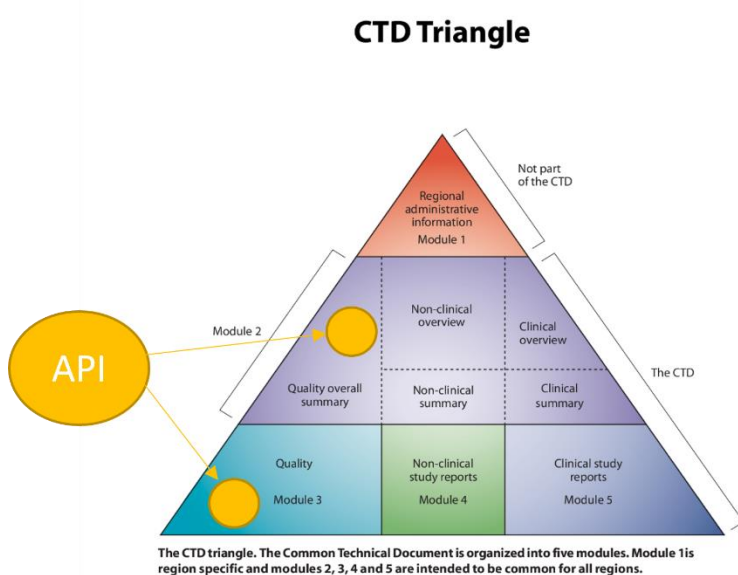 CTD Triangle
Not part
of the CTD
Regional
administrative
information
Module 1
Module 2
Non-clinical
overview
Clinical
overview
API
The CTD
Quality overall
summary
Non-clinical
summary
Clinical
summary
Quality
Module 3
Non-clinical
study reports
Module 4
Clinical study
reports
Module 5
The CTD triangle. The Common Technical Document is organized into five modules. Module 1is
region specific and modules 2, 3, 4 and 5 are intended to be common for all regions.